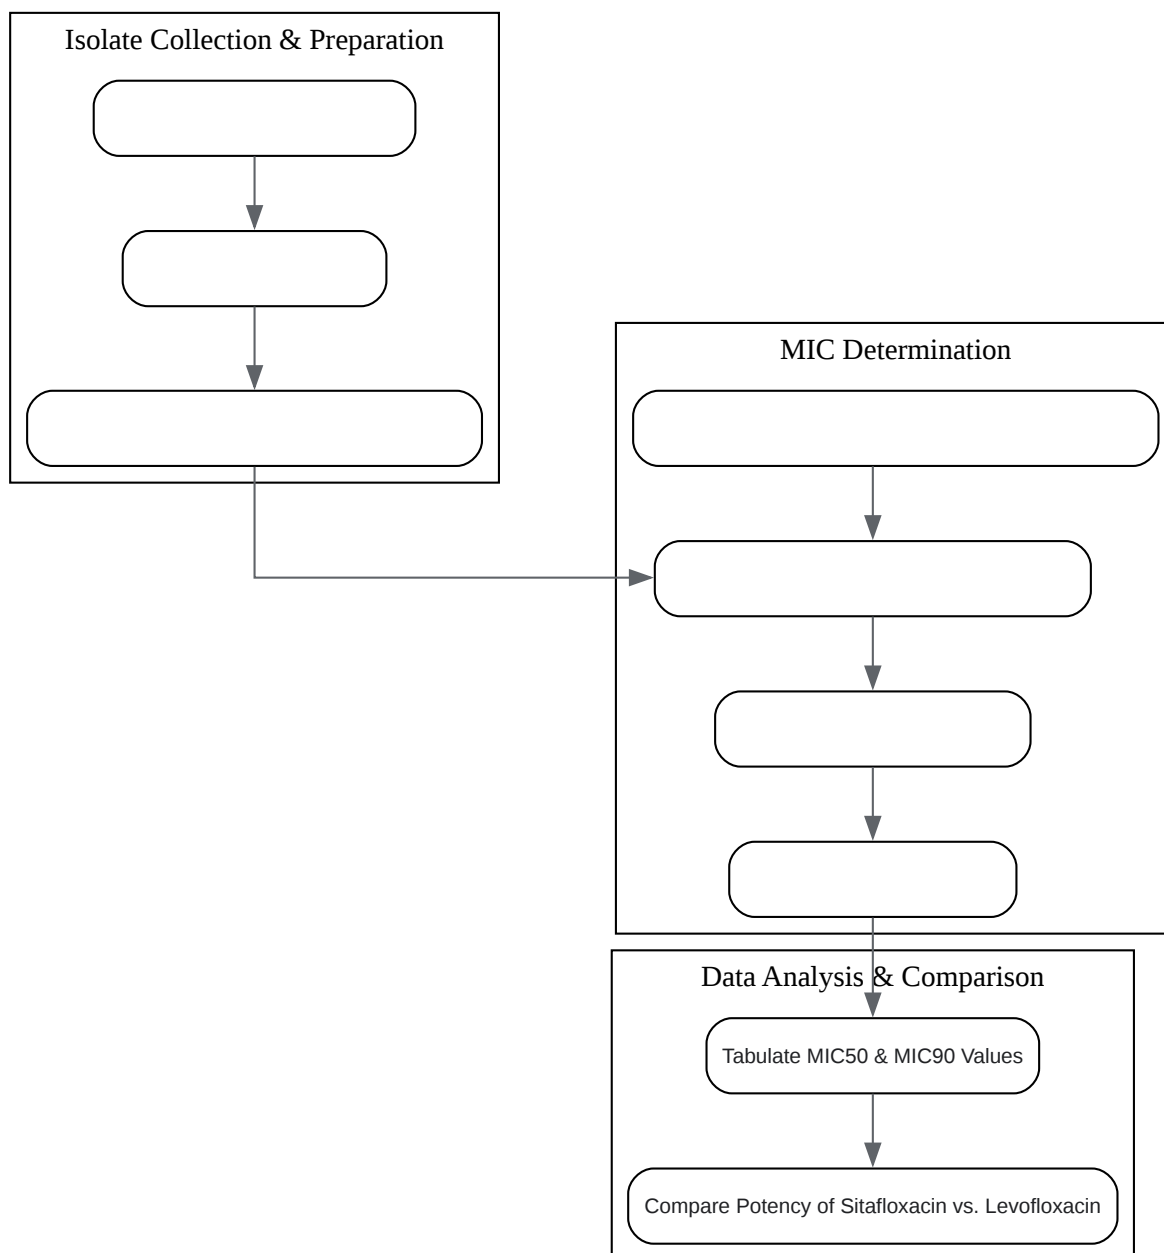 Isolate Collection & Preparation
MIC Determination
Data Analysis & Comparison
Tabulate MIC50 & MIC90 Values
Compare Potency of Sitafloxacin vs. Levofloxacin